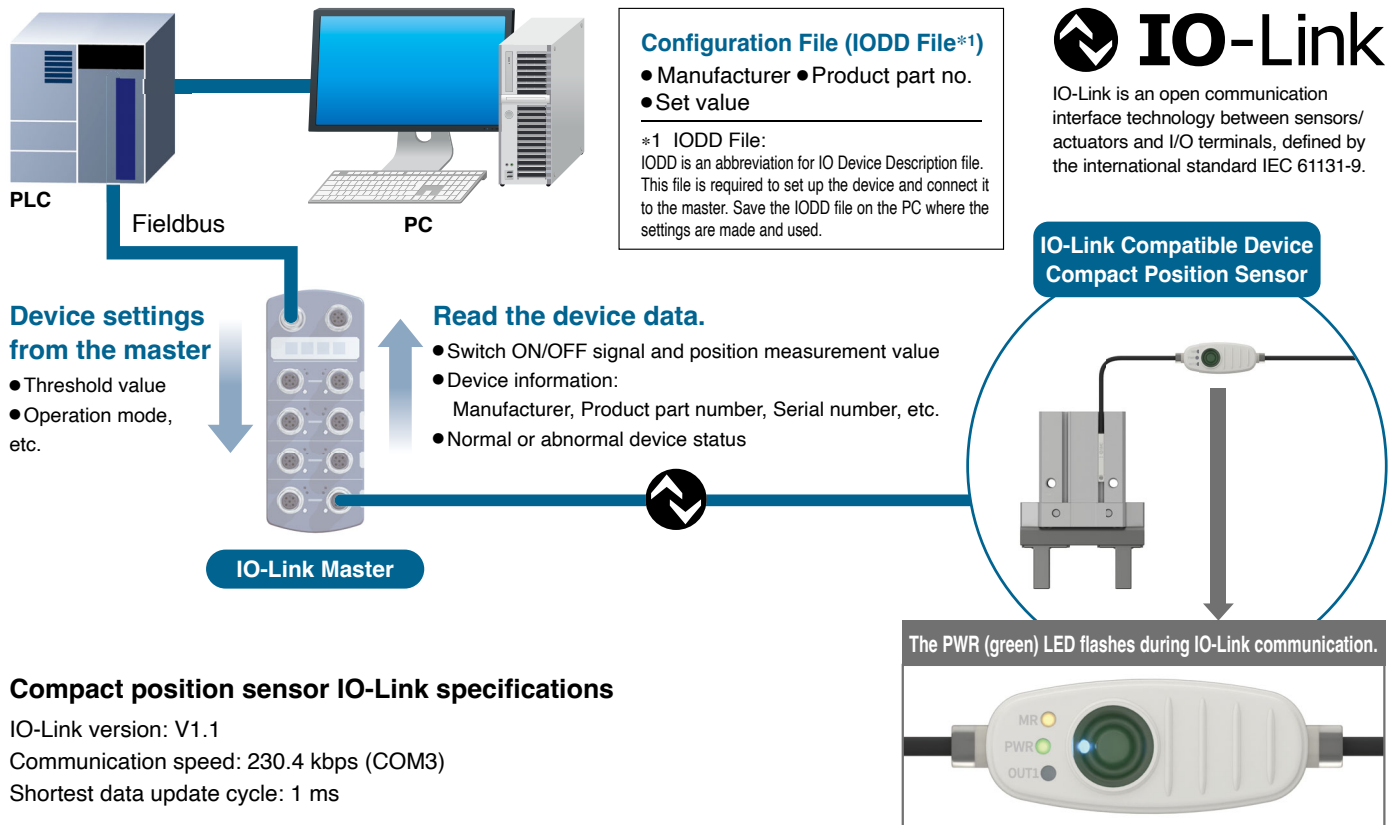 PLC
Fieldbus
PC
Configuration File (IODD File*1)
● Manufacturer ● Product part no.
● Set value
*1 IODD File:
IODD is an abbreviation for IO Device Description file.
This file is required to set up the device and connect it
to the master. Save the IODD file on the PC where the
settings are made and used.
IO-Link
IO-Link is an open communication
interface technology between sensors/
actuators and I/O terminals, defined by
the international standard IEC 61131-9.
Device settings
from the master
● Threshold value
● Operation mode,
etc.
Read the device data.
● Switch ON/OFF signal and position measurement value
● Device information:
Manufacturer, Product part number, Serial number, etc.
● Normal or abnormal device status
IO-Link Master
IO-Link Compatible Device
Compact Position Sensor
The PWR (green) LED flashes during IO-Link communication.
MR
PWR
OUT1
Compact position sensor IO-Link specifications
IO-Link version: V1.1
Communication speed: 230.4 kbps (COM3)
Shortest data update cycle: 1 ms